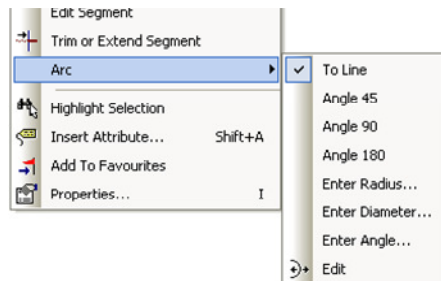 Edit Segment
Trim or Extend Segment
Arc
Highlight Selection
Insert Attribute... Shift+A
Add To Favourites
Properties... I
To Line
Angle 45
Angle 90
Angle 180
Enter Radius...
Enter Diameter...
Enter Angle...
Edit